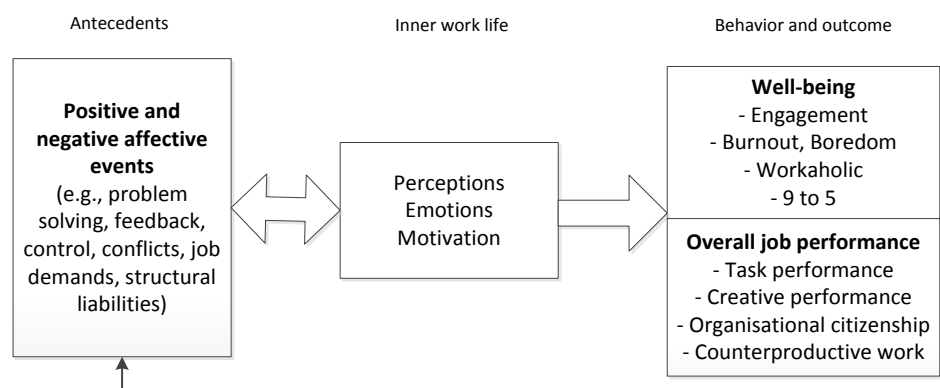 Antecedents
Inner work life
Behavior and outcome
Positive and
negative affective
events
(e.g., problem
solving, feedback,
control, conflicts, job
demands, structural
liabilities)
Perceptions
Emotions
Motivation
Well-being
- Engagement
- Burnout, Boredom
- Workaholic
- 9 to 5
Overall job performance
- Task performance
- Creative performance
- Organisational citizenship
- Counterproductive work